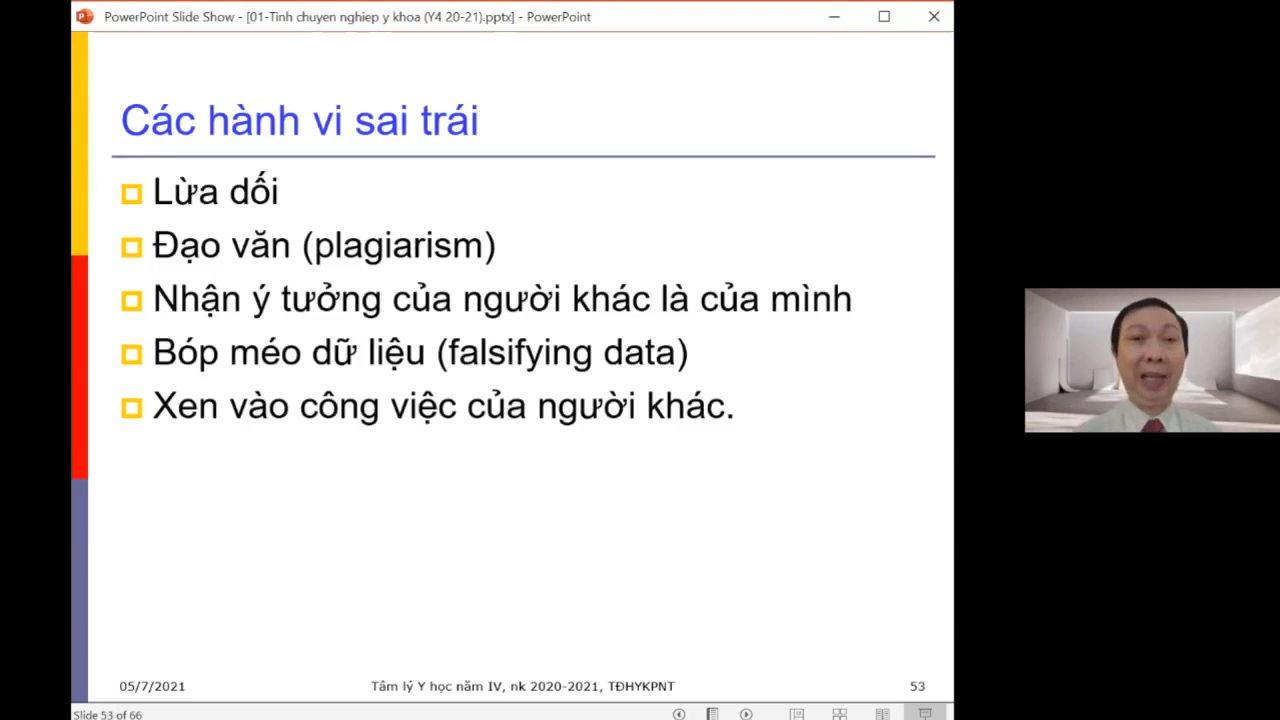 PowerPoint Slide Show - [01-Tinh chuyen nghiep y khoa (Y4 20-21).pptx] - PowerPoint
Các hành vi sai trái
Lừa dối
Đạo văn (plagiarism)
Nhận ý tưởng của người khác là của mình
Bóp méo dữ liệu (falsifying data)
Xen vào công việc của người khác.
05/7/2021 Tâm lý Y học năm IV, nk 2020-2021, TĐHYKPNT 53
Slide 53 of 66